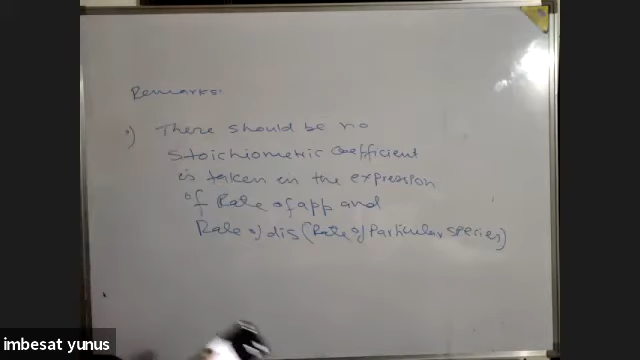 Remarks:
•) There should be no
Stoichiometric Coefficient
is taken in the expression
of Rate of app and
Rate of dis (Rate of Particular species)
imbesat yunus